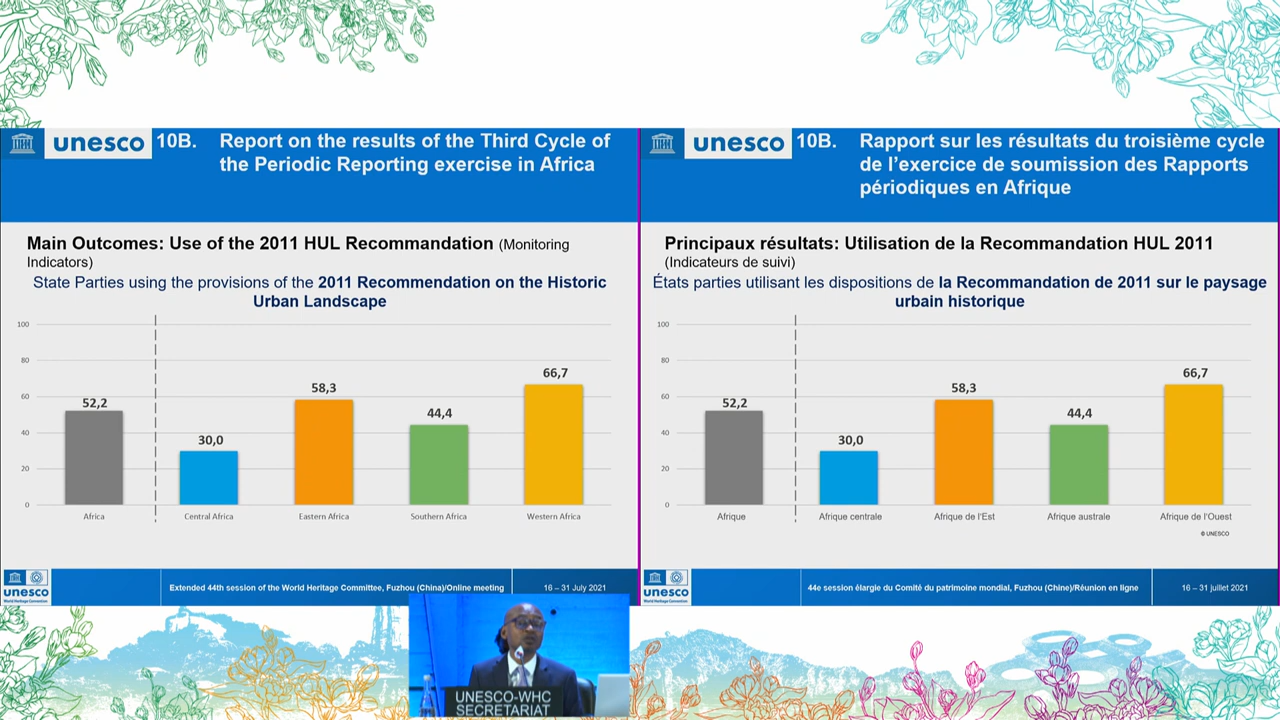 unesco
10B.
Report on the results of the Third Cycle of
the Periodic Reporting exercise in Africa
Main Outcomes: Use of the 2011 HUL Recommandation (Monitoring
Indicators)
State Parties using the provisions of the 2011 Recommendation on the Historic
Urban Landscape
100
80
60
40
20
0
52,2
30,0
58,3
44,4
66,7
Africa
Central Africa
Eastern Africa
Southern Africa
Western Africa
unesco
World Heritage Convention
Extended 44th session of the World Heritage Committee, Fuzhou (China)/Online meeting
16 – 31 July 2021
unesco
10B.
Rapport sur les résultats du troisième cycle
de l'exercice de soumission des Rapports
périodiques en Afrique
Principaux résultats: Utilisation de la Recommandation HUL 2011
(Indicateurs de suivi)
États parties utilisant les dispositions de la Recommandation de 2011 sur le paysage
urbain historique
100
80
60
40
20
0
52,2
30,0
58,3
44,4
66,7
Afrique
Afrique centrale
Afrique de l'Est
Afrique australe
Afrique de l'Ouest
© UNESCO
unesco
World Heritage Convention
44e session élargie du Comité du patrimoine mondial, Fuzhou (Chine)/Réunion en ligne
16 – 31 juillet 2021
UNESCO-WHC
SECRETARIAT